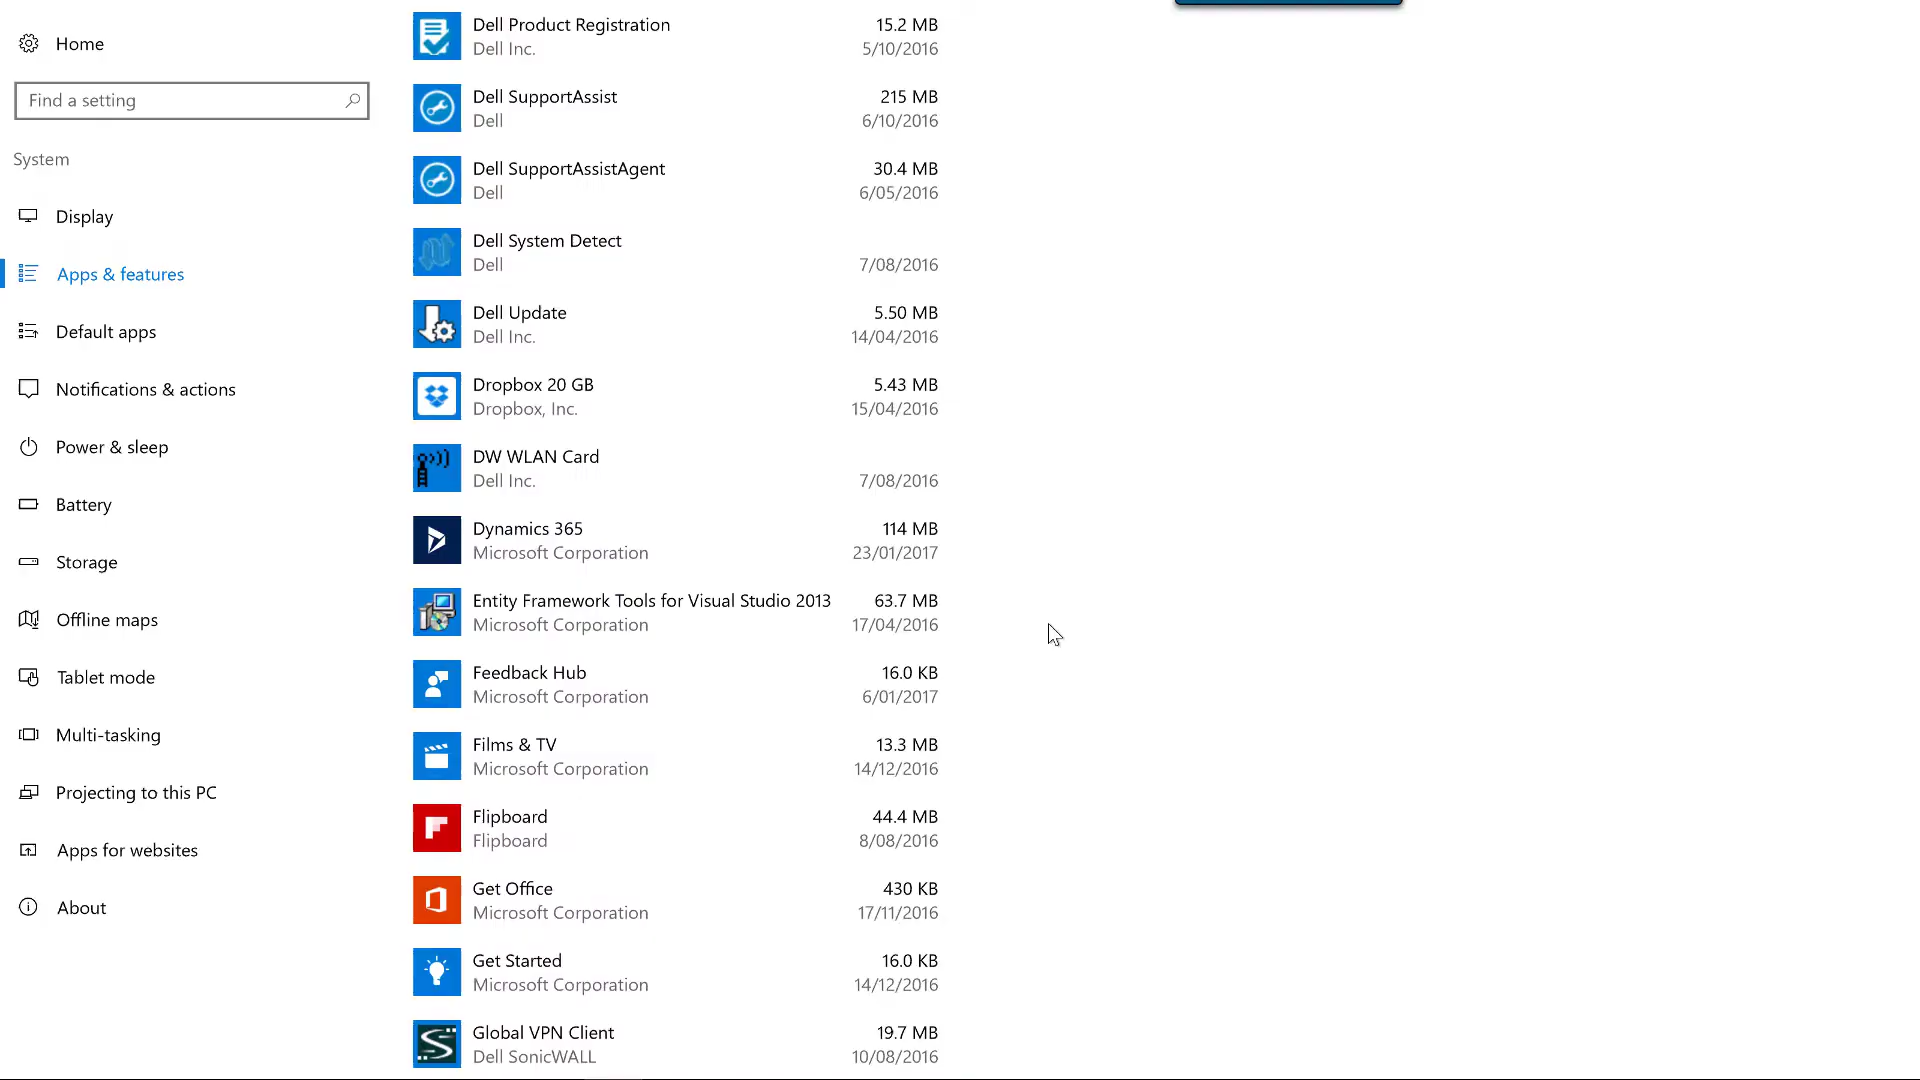 Home
Find a setting
System
Display
Apps & features
Default apps
Notifications & actions
Power & sleep
Battery
Storage
Offline maps
Tablet mode
Multi-tasking
Projecting to this PC
Apps for websites
About
Dell Product Registration 15.2 MB
Dell Inc. 5/10/2016
Dell SupportAssist 215 MB
Dell 6/10/2016
Dell SupportAssistAgent 30.4 MB
Dell 6/05/2016
Dell System Detect
Dell 7/08/2016
Dell Update 5.50 MB
Dell Inc. 14/04/2016
Dropbox 20 GB 5.43 MB
Dropbox, Inc. 15/04/2016
DW WLAN Card
Dell Inc. 7/08/2016
Dynamics 365 114 MB
Microsoft Corporation 23/01/2017
Entity Framework Tools for Visual Studio 2013 63.7 MB
Microsoft Corporation 17/04/2016
Feedback Hub 16.0 KB
Microsoft Corporation 6/01/2017
Films & TV 13.3 MB
Microsoft Corporation 14/12/2016
Flipboard 44.4 MB
Flipboard 8/08/2016
Get Office 430 KB
Microsoft Corporation 17/11/2016
Get Started 16.0 KB
Microsoft Corporation 14/12/2016
Global VPN Client 19.7 MB
Dell SonicWALL 10/08/2016